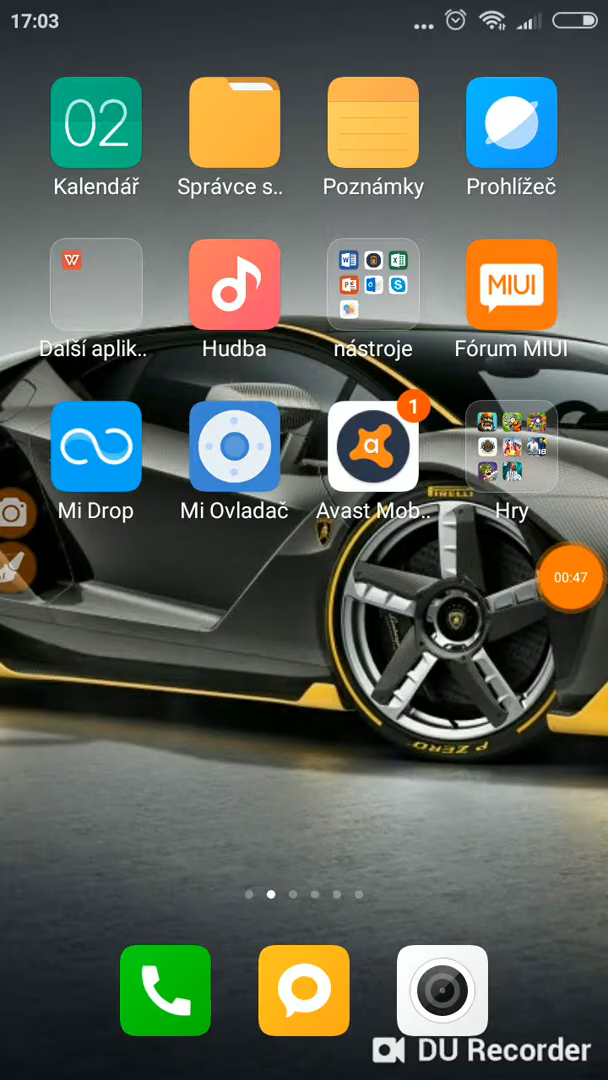 17:03
02
Kalendář
Správce s..
Poznámky
Prohlížeč
W
W
X
P
S
MIUI
Další aplik..
Hudba
nástroje
Fórum MIUI
1
a
Mi Drop
Mi Ovladač
Avast Mob..
Hry
PIRELLI
00:47
P ZERO
DU Recorder